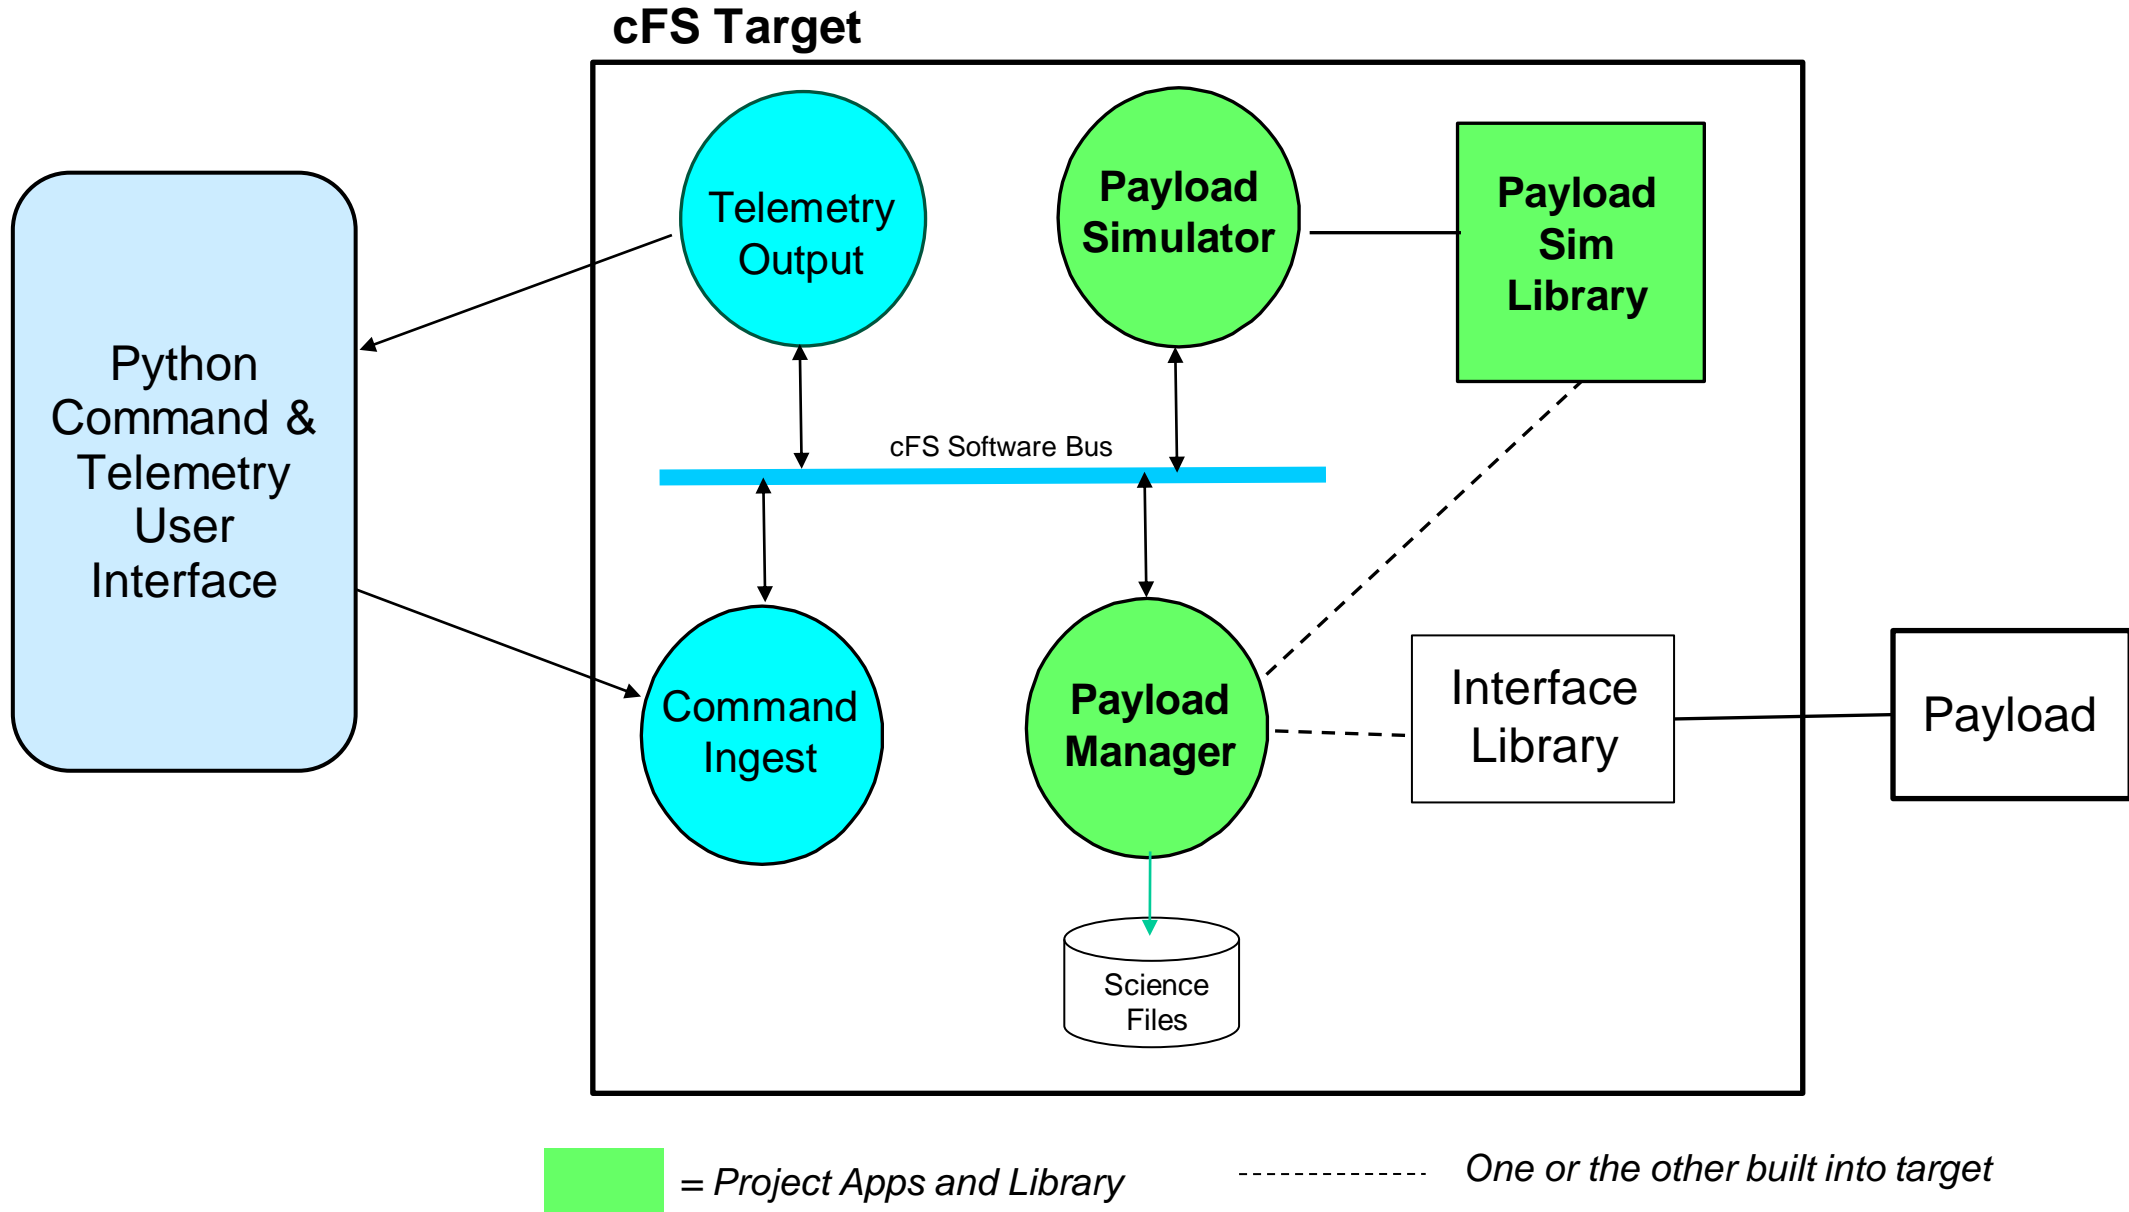 cFS Target
Python
Command &
Telemetry
User
Interface
Telemetry
Output
Payload
Simulator
Payload
Sim
Library
cFS Software Bus
Command
Ingest
Payload
Manager
Interface
Library
Payload
Science
Files
= Project Apps and Library
One or the other built into target